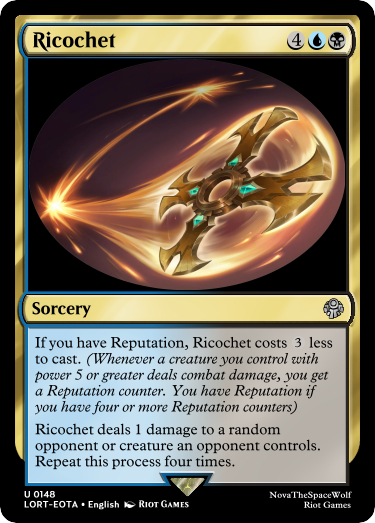 Ricochet 4
Sorcery
If you have Reputation, Ricochet costs 3 less
to cast. (Whenever a creature you control with
power 5 or greater deals combat damage, you get
a Reputation counter. You have Reputation if
you have four or more Reputation counters)
Ricochet deals 1 damage to a random
opponent or creature an opponent controls.
Repeat this process four times.
U 0148
LORT-EOTA • English Riot Games
NovaTheSpaceWolf
Riot Games